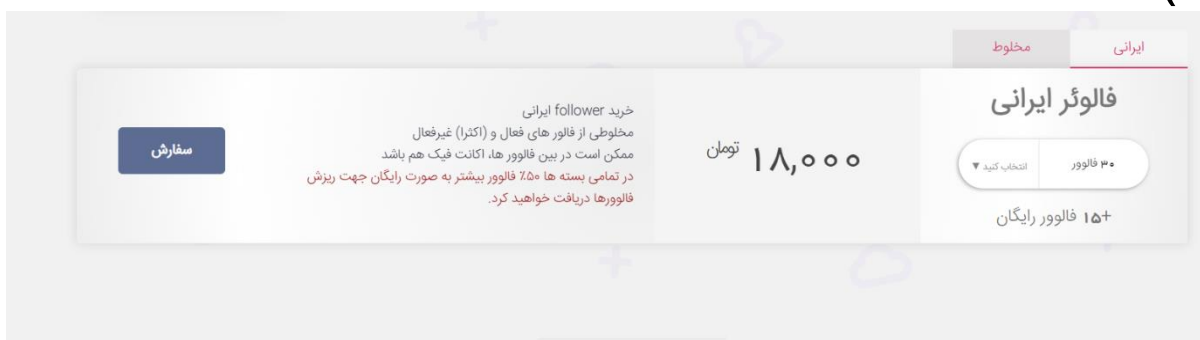 ایرانی
مخلوط
فالوئر ایرانی
۳۰ فالوور
انتخاب کنید ▼
+۱۵ فالوور رایگان
۱۸,۰۰۰ تومان
خرید follower ایرانی
مخلوطی از فالور های فعال و (اکثرا) غیرفعال
ممکن است در بین فالوور ها، اکانت فیک هم باشد
در تمامی بسته ها ۵۰٪ فالوور بیشتر به صورت رایگان جهت ریزش
فالوورها دریافت خواهید کرد.
سفارش